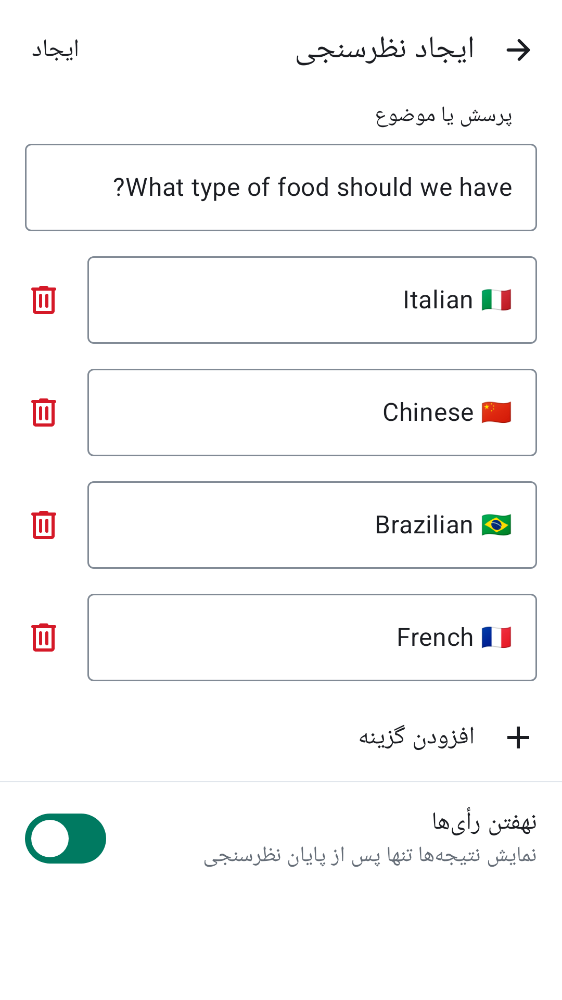 ایجاد نظرسنجی
ایجاد
پرسش یا موضوع
What type of food should we have?
🇮🇹 Italian
🇨🇳 Chinese
🇧🇷 Brazilian
🇫🇷 French
افزودن گزینه
نهفتن رأی‌ها
نمایش نتیجه‌ها تنها پس از پایان نظرسنجی